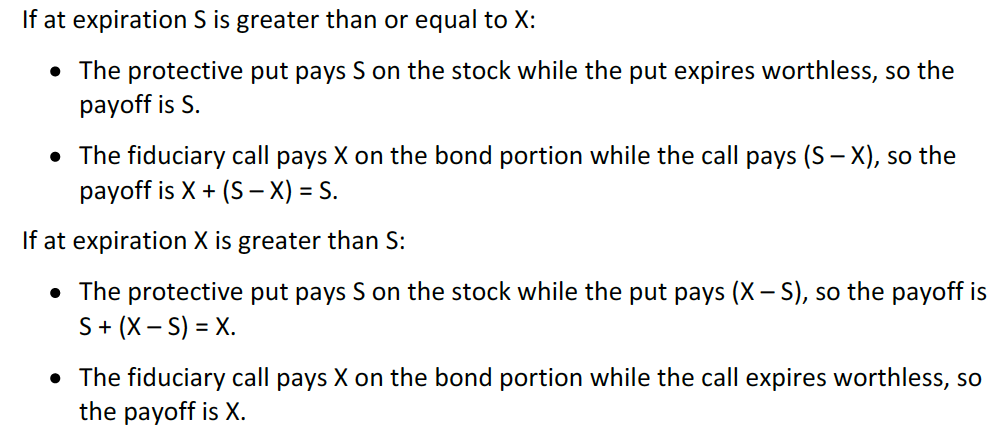 If at expiration S is greater than or equal to X:
• The protective put pays S on the stock while the put expires worthless, so the
payoff is S.
• The fiduciary call pays X on the bond portion while the call pays (S – X), so the
payoff is X + (S – X) = S.
If at expiration X is greater than S:
• The protective put pays S on the stock while the put pays (X – S), so the payoff is
S + (X – S) = X.
• The fiduciary call pays X on the bond portion while the call expires worthless, so
the payoff is X.